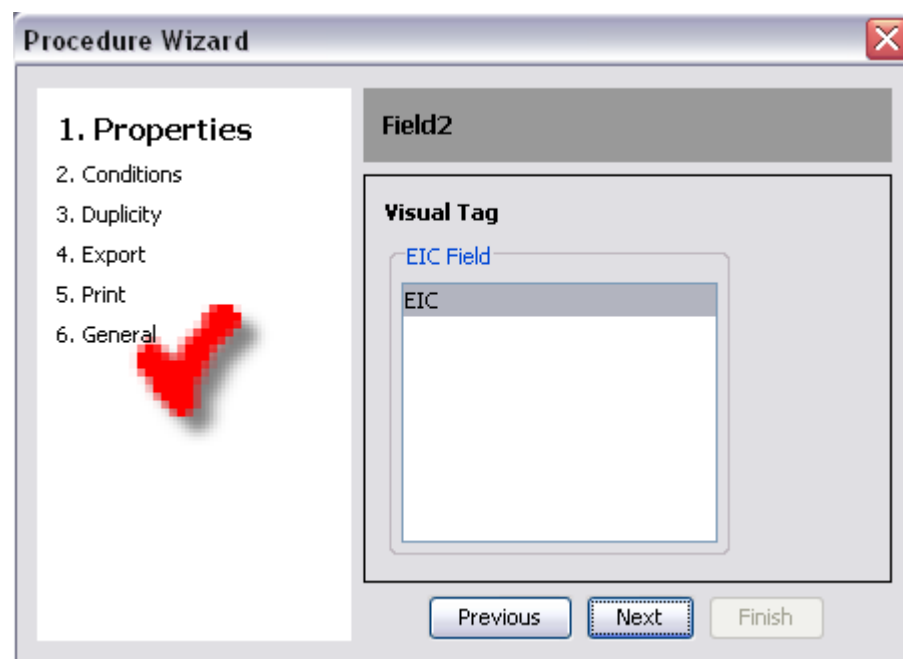 Procedure Wizard
1. Properties
2. Conditions
3. Duplicity
4. Export
5. Print
6. General
Field2
Visual Tag
EIC Field
EIC
Previous
Next
Finish